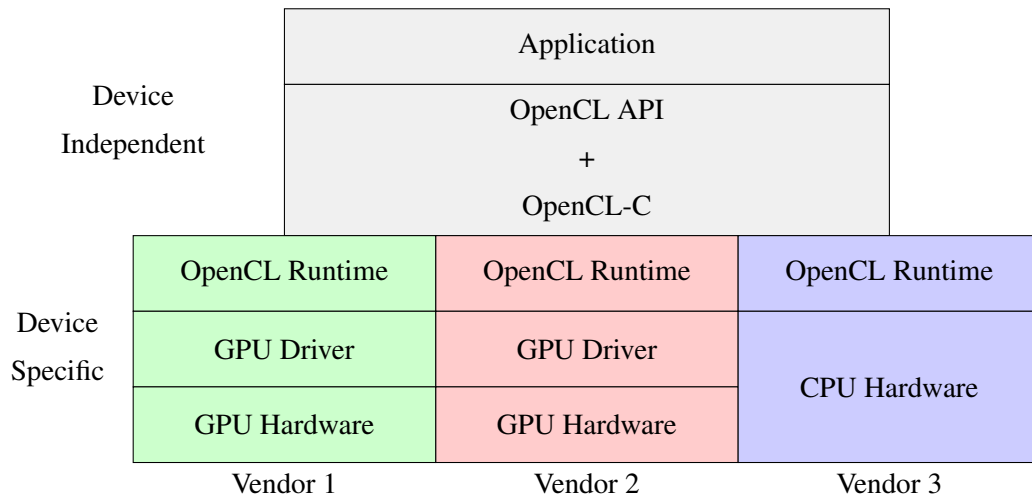 Application
Device
Independent
OpenCL API
+
OpenCL-C
OpenCL Runtime OpenCL Runtime OpenCL Runtime
Device
Specific
GPU Driver GPU Driver
CPU Hardware
GPU Hardware GPU Hardware
Vendor 1 Vendor 2 Vendor 3